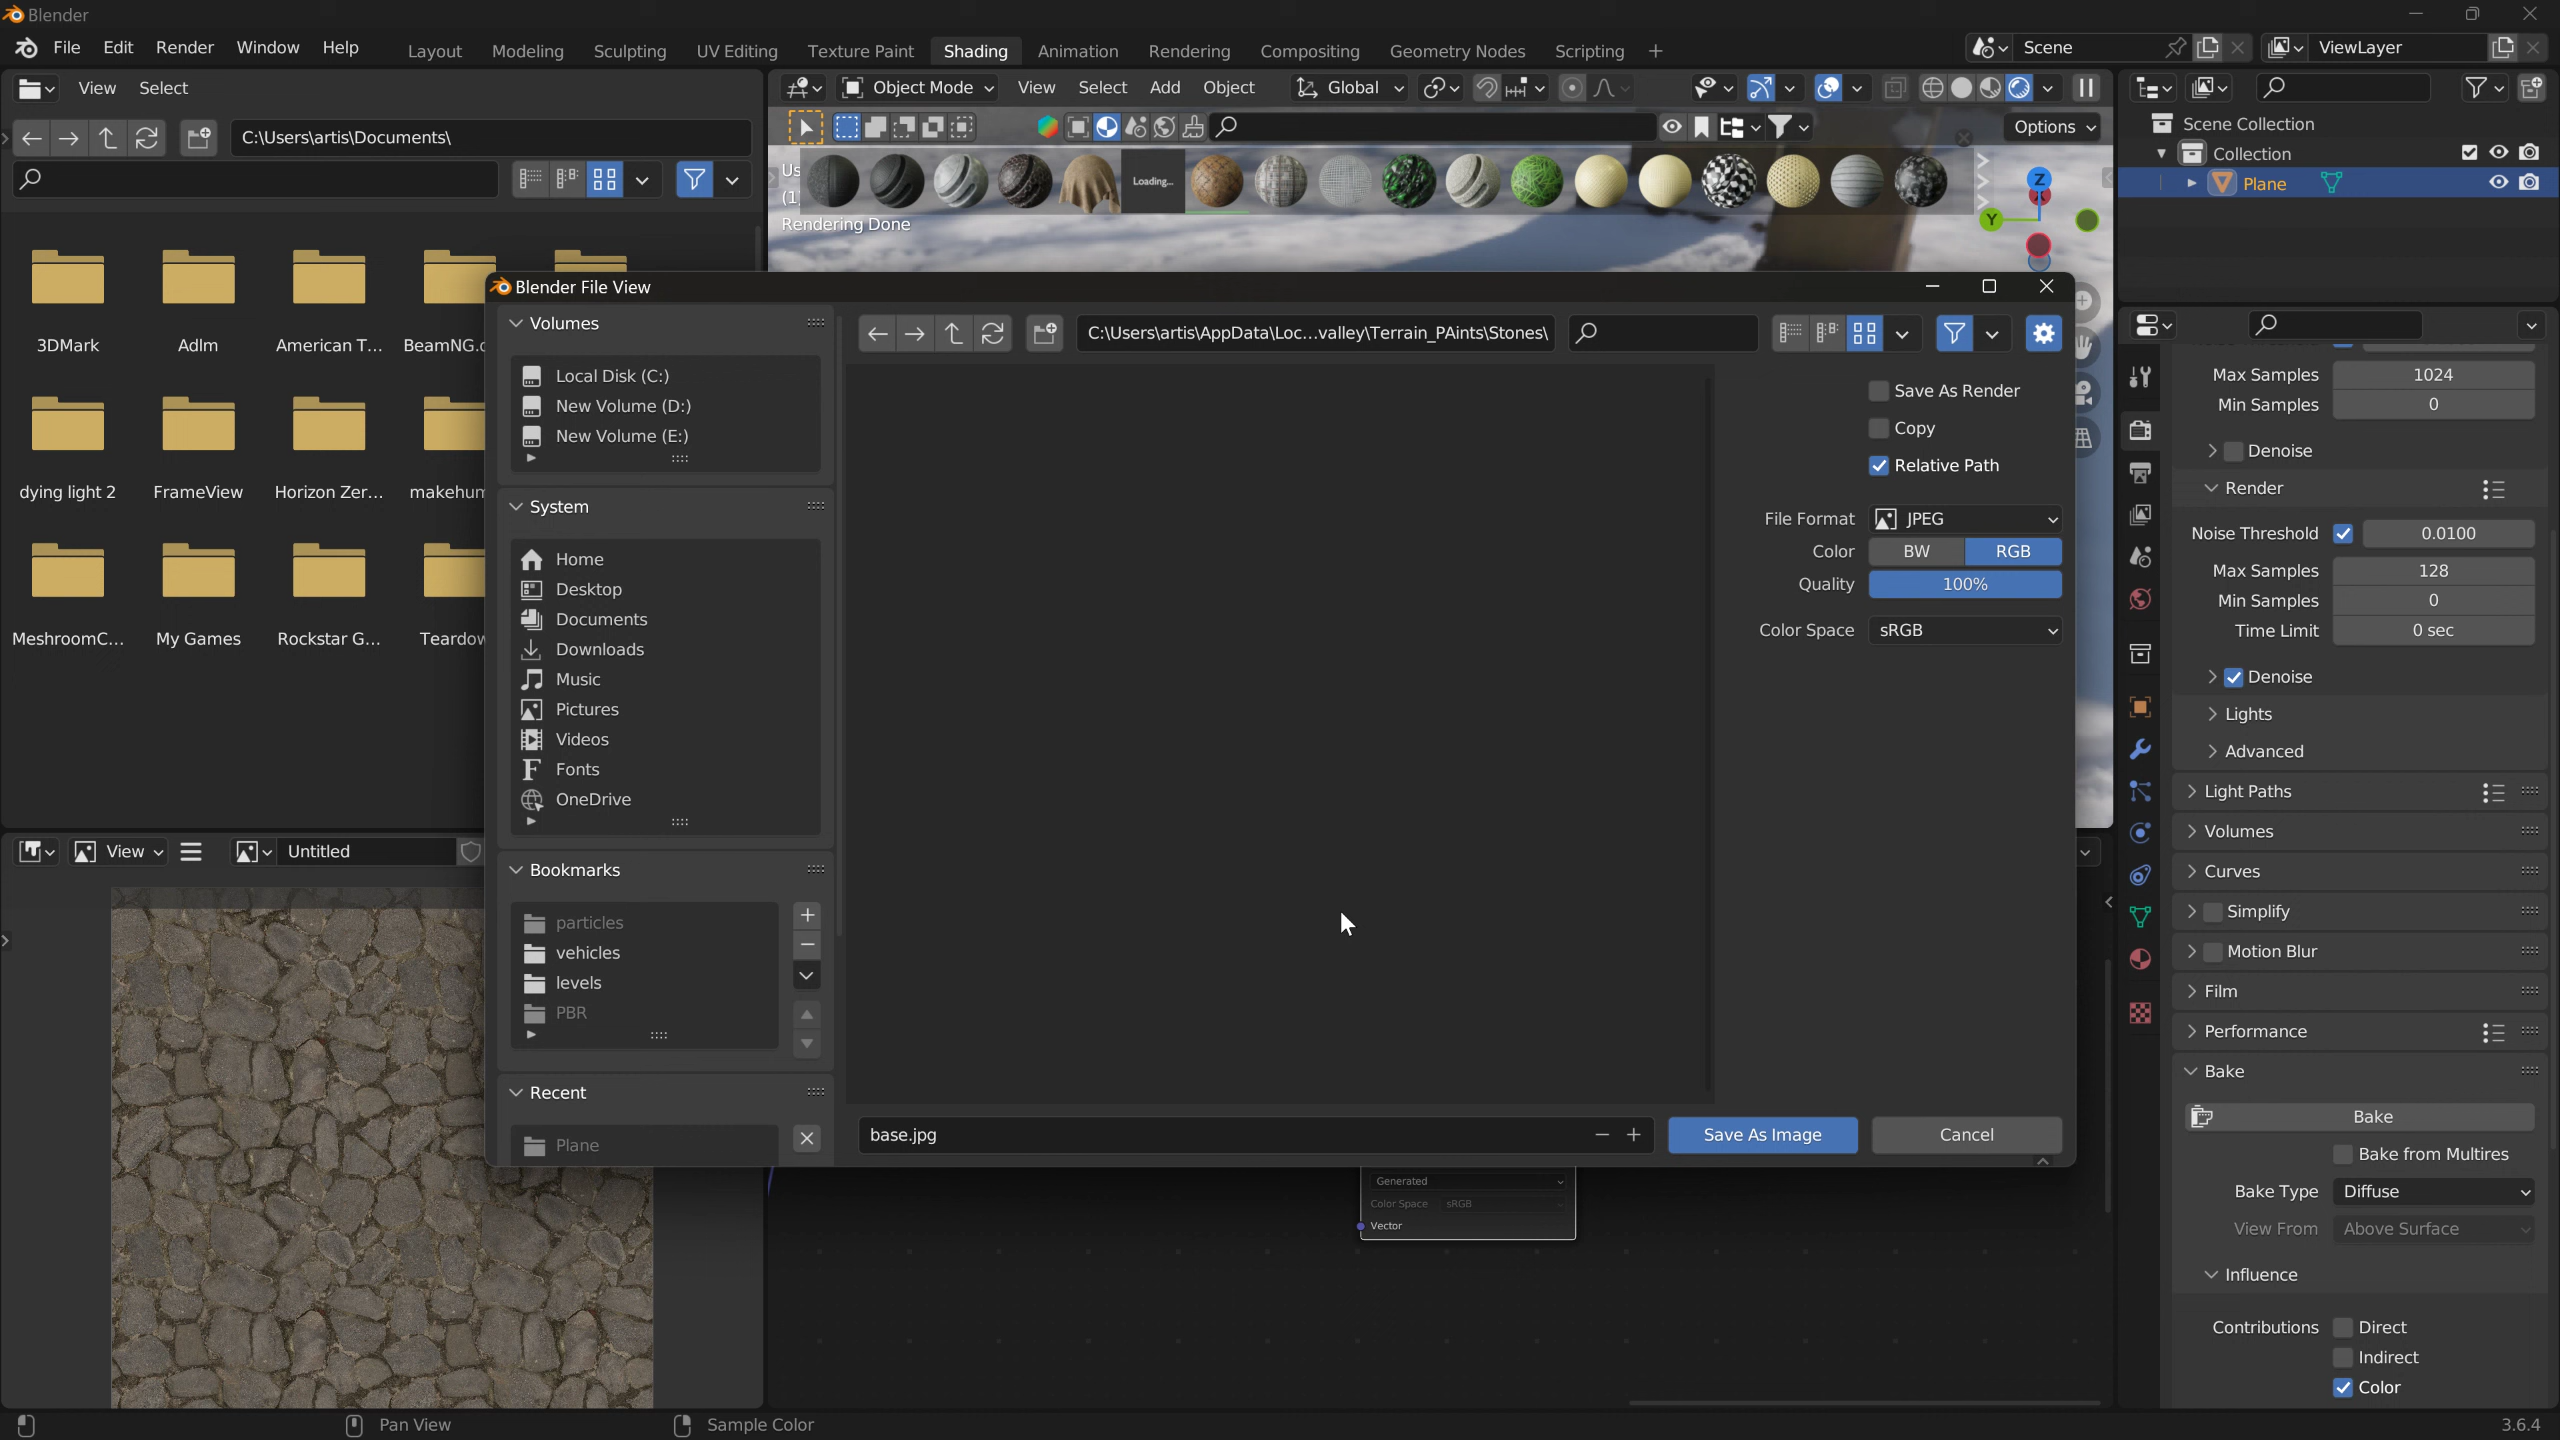 Blender
File Edit Render Window Help
Layout Modeling Sculpting UV Editing Texture Paint Shading Animation Rendering Compositing Geometry Nodes Scripting +
Scene
ViewLayer
View Select
C:\Users\artis\Documents\
3DMark
Adlm
American T...
BeamNG.d
dying light 2
FrameView
Horizon Zer...
makehum
MeshroomC...
My Games
Rockstar G...
Teardow
Object Mode View Select Add Object Global
Options
Us
(1
Loading...
Rendering Done
Z
Y
Scene Collection
Collection
Plane
Blender File View
Volumes
Local Disk (C:)
New Volume (D:)
New Volume (E:)
System
Home
Desktop
Documents
Downloads
Music
Pictures
Videos
Fonts
OneDrive
Bookmarks
particles
vehicles
levels
PBR
Recent
Plane
C:\Users\artis\AppData\Loc...valley\Terrain_PAints\Stones\
Save As Render
Copy
Relative Path
File Format JPEG
Color BW RGB
Quality 100%
Color Space sRGB
base.jpg
Save As Image
Cancel
View
Untitled
Generated
Color Space sRGB
Vector
Max Samples 1024
Min Samples 0
Denoise
Render
Noise Threshold 0.0100
Max Samples 128
Min Samples 0
Time Limit 0 sec
Denoise
Lights
Advanced
Light Paths
Volumes
Curves
Simplify
Motion Blur
Film
Performance
Bake
Bake
Bake from Multires
Bake Type Diffuse
View From Above Surface
Influence
Contributions Direct
Indirect
Color
Pan View
Sample Color
3.6.4